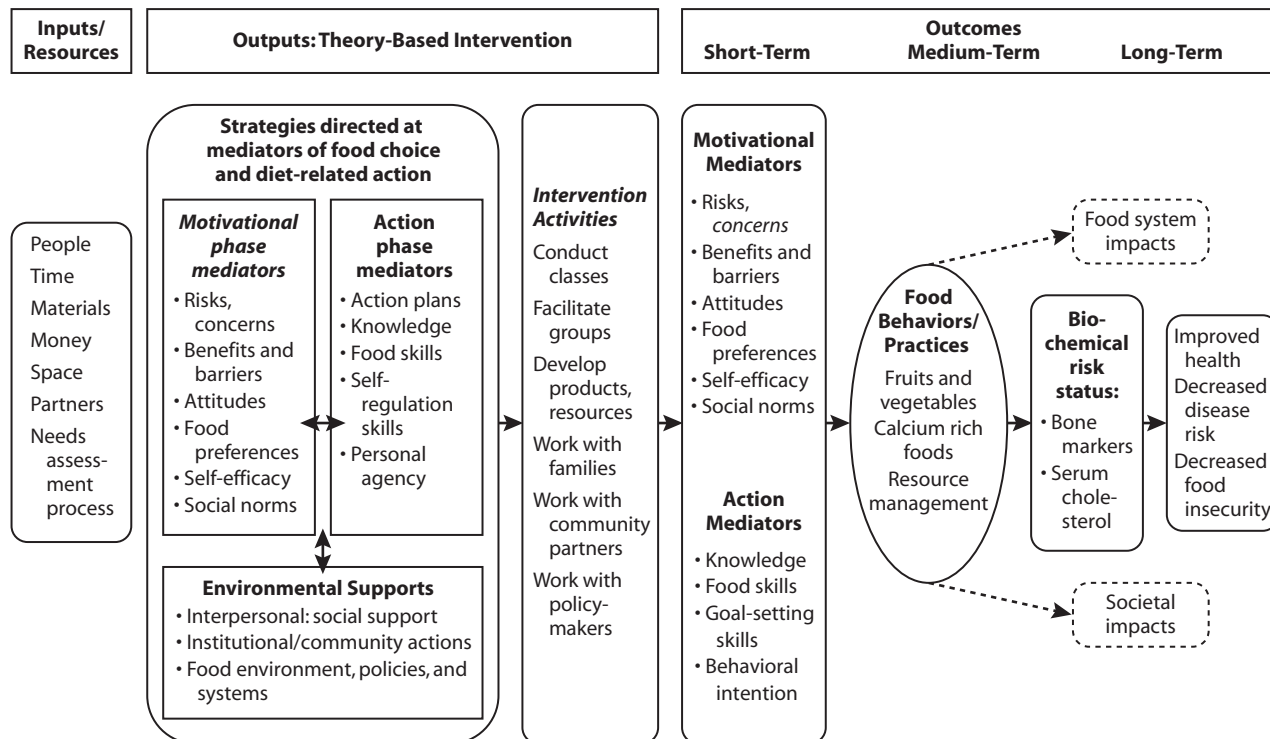 Inputs/
Resources
Outputs: Theory-Based Intervention
Outcomes
Short-Term Medium-Term Long-Term
People
Time
Materials
Money
Space
Partners
Needs
assess-
ment
process
Strategies directed at
mediators of food choice
and diet-related action
Motivational
phase
mediators
• Risks,
concerns
• Benefits and
barriers
• Attitudes
• Food
preferences
• Self-efficacy
• Social norms
Action
phase
mediators
• Action plans
• Knowledge
• Food skills
• Self-
regulation
skills
• Personal
agency
Environmental Supports
• Interpersonal: social support
• Institutional/community actions
• Food environment, policies, and
systems
Intervention
Activities
Conduct
classes
Facilitate
groups
Develop
products,
resources
Work with
families
Work with
community
partners
Work with
policy-
makers
Motivational
Mediators
• Risks,
concerns
• Benefits and
barriers
• Attitudes
• Food
preferences
• Self-efficacy
• Social norms
Action
Mediators
• Knowledge
• Food skills
• Goal-setting
skills
• Behavioral
intention
Food
Behaviors/
Practices
Fruits and
vegetables
Calcium rich
foods
Resource
management
Food system
impacts
Bio-
chemical
risk
status:
• Bone
markers
• Serum
chole-
sterol
Improved
health
Decreased
disease
risk
Decreased
food
insecurity
Societal
impacts